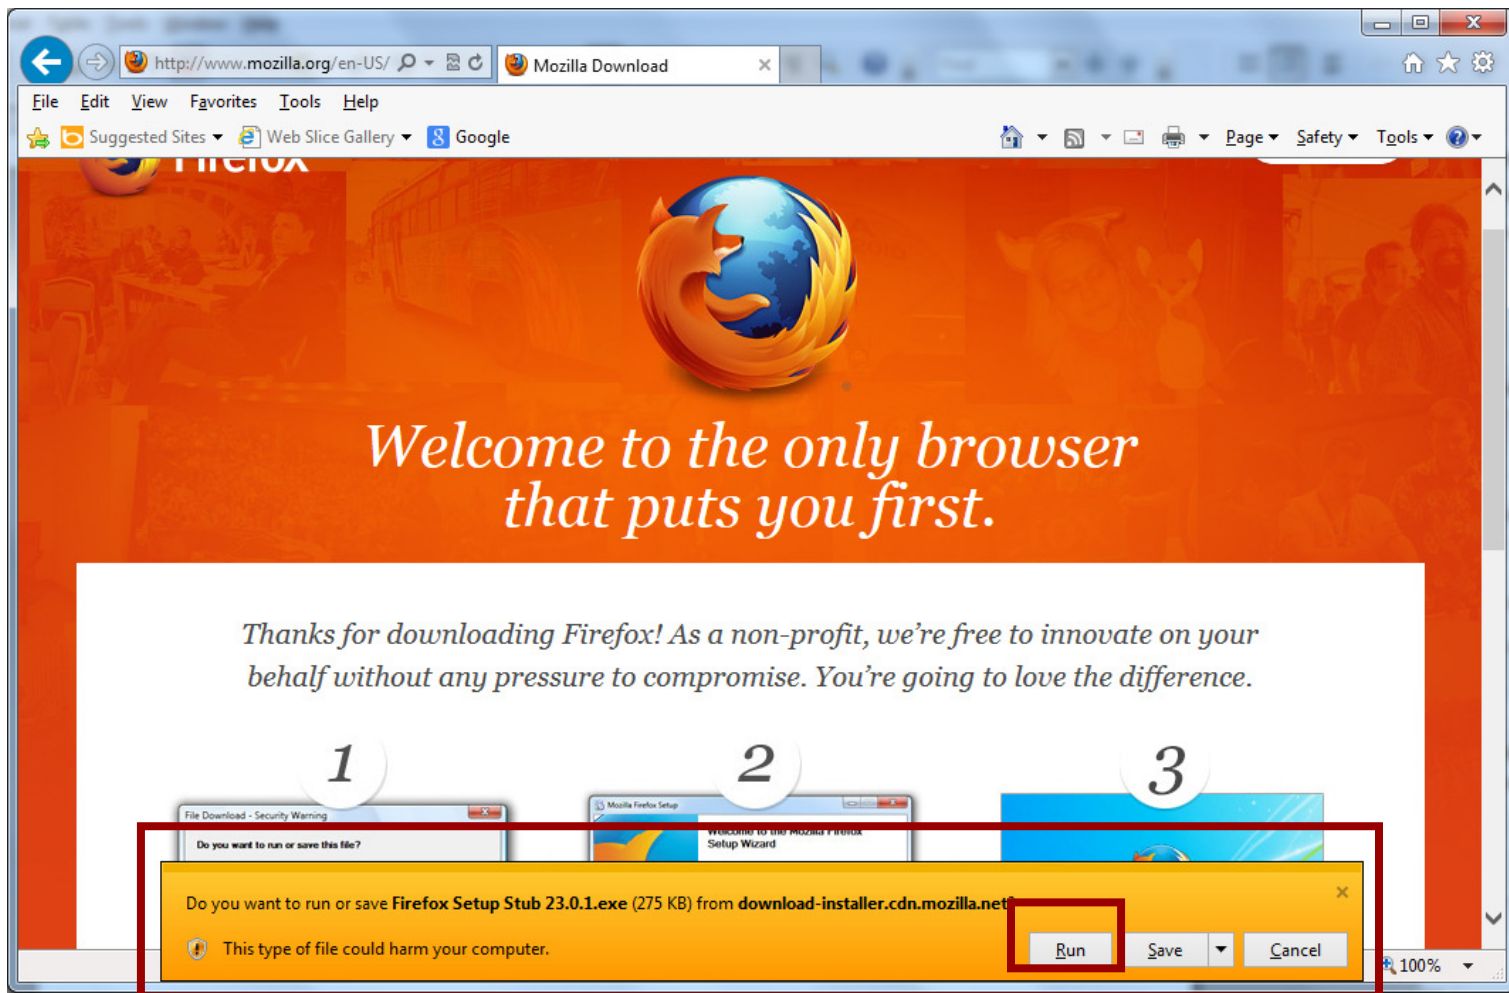 http://www.mozilla.org/en-US/
Mozilla Download
File Edit View Favorites Tools Help
Suggested Sites Web Slice Gallery Google
Page Safety Tools
Firefox
Welcome to the only browser
that puts you first.
Thanks for downloading Firefox! As a non-profit, we're free to innovate on your
behalf without any pressure to compromise. You're going to love the difference.
1 2 3
File Download - Security Warning
Do you want to run or save this file?
Mozilla Firefox Setup
Welcome to the Mozilla Firefox
Setup Wizard
Do you want to run or save Firefox Setup Stub 23.0.1.exe (275 KB) from download-installer.cdn.mozilla.net?
This type of file could harm your computer.
Run Save Cancel
100%